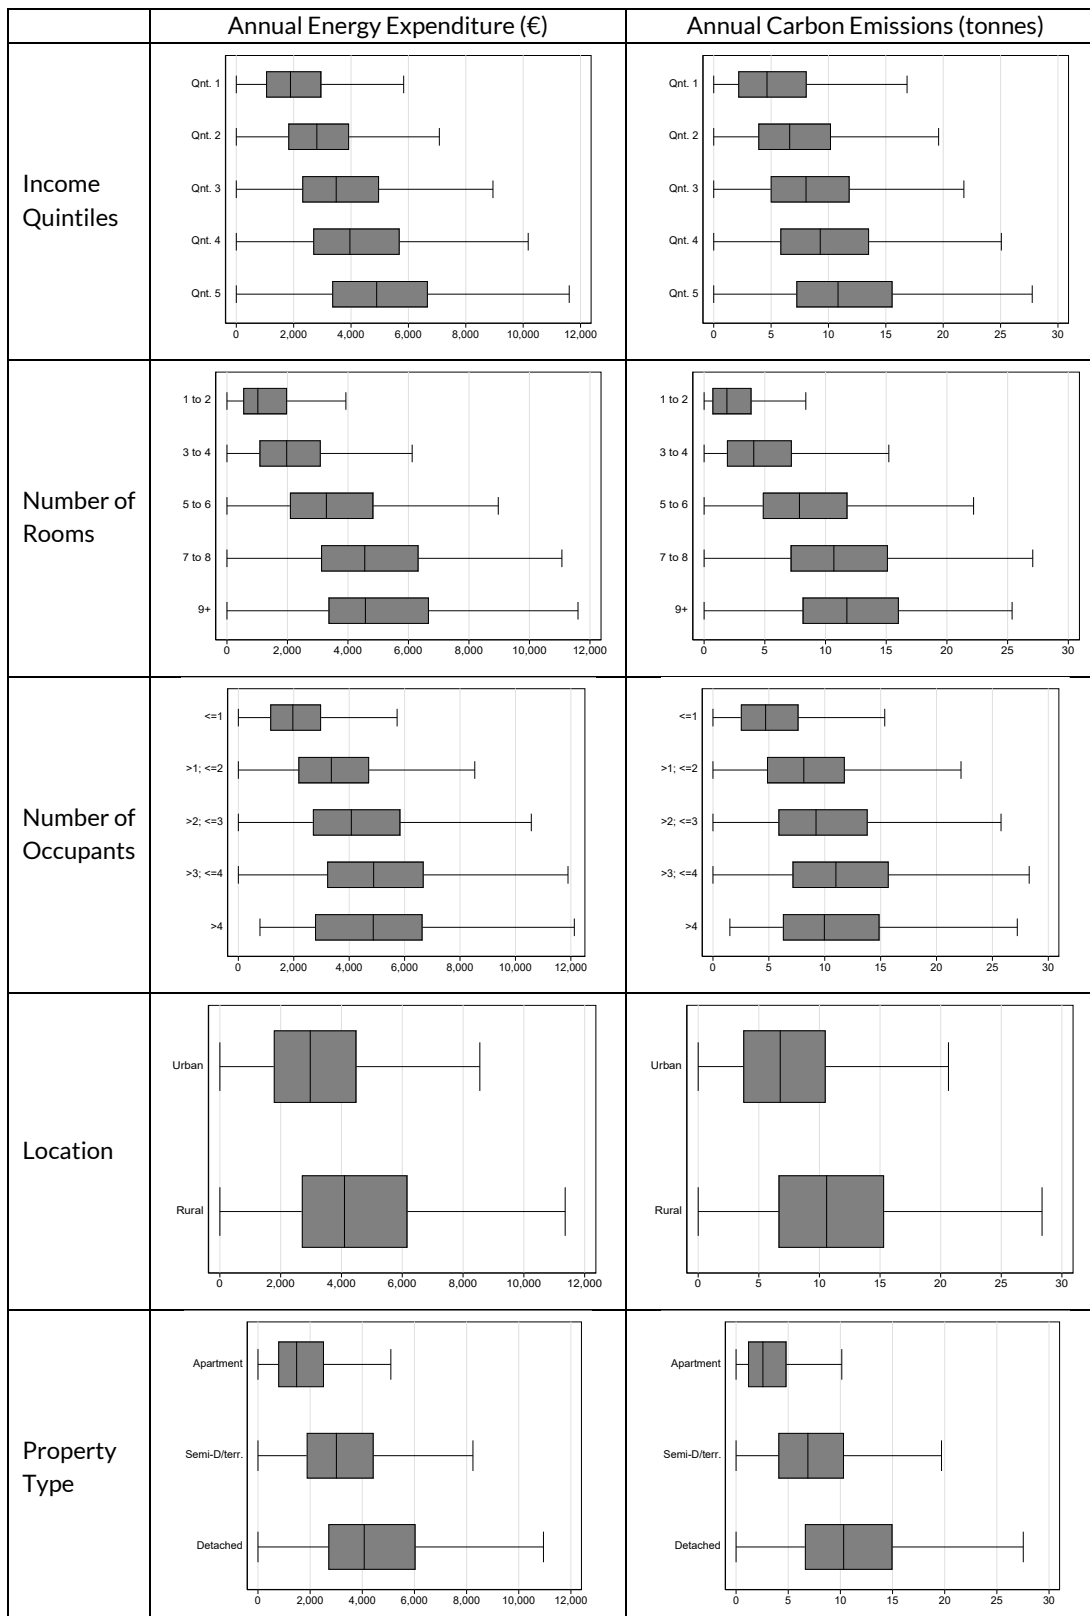 Annual Energy Expenditure (€)
Annual Carbon Emissions (tonnes)
Income
Quintiles
Qnt. 1
Qnt. 2
Qnt. 3
Qnt. 4
Qnt. 5
0 2,000 4,000 6,000 8,000 10,000 12,000
Qnt. 1
Qnt. 2
Qnt. 3
Qnt. 4
Qnt. 5
0 5 10 15 20 25 30
Number of
Rooms
1 to 2
3 to 4
5 to 6
7 to 8
9+
0 2,000 4,000 6,000 8,000 10,000 12,000
1 to 2
3 to 4
5 to 6
7 to 8
9+
0 5 10 15 20 25 30
Number of
Occupants
<=1
>1; <=2
>2; <=3
>3; <=4
>4
0 2,000 4,000 6,000 8,000 10,000 12,000
<=1
>1; <=2
>2; <=3
>3; <=4
>4
0 5 10 15 20 25 30
Location
Urban
Rural
0 2,000 4,000 6,000 8,000 10,000 12,000
Urban
Rural
0 5 10 15 20 25 30
Property
Type
Apartment
Semi-D/terr.
Detached
0 2,000 4,000 6,000 8,000 10,000 12,000
Apartment
Semi-D/terr.
Detached
0 5 10 15 20 25 30